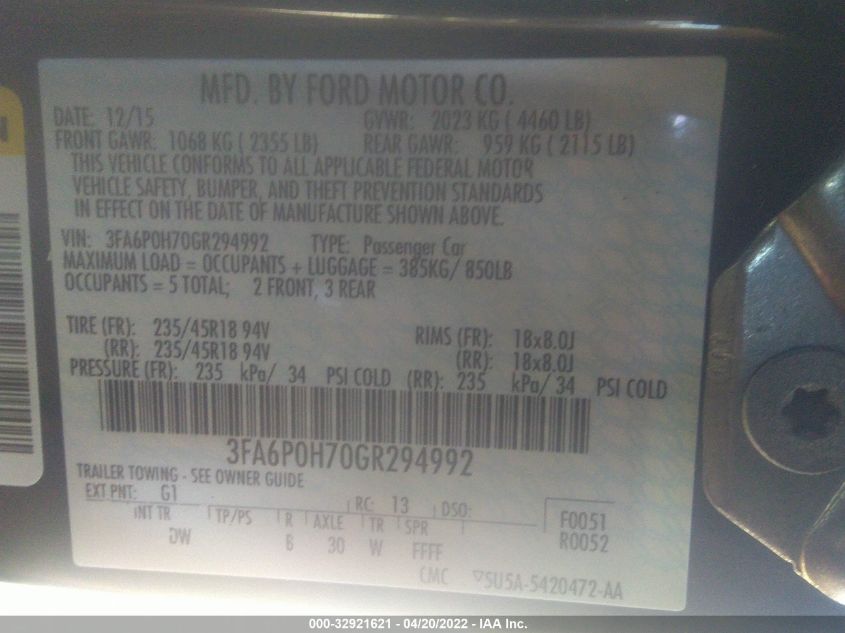 MFD. BY FORD MOTOR CO.
DATE: 12/15 GVWR: 2023 KG ( 4460 LB)
FRONT GAWR: 1068 KG ( 2355 LB) REAR GAWR: 959 KG ( 2115 LB)
THIS VEHICLE CONFORMS TO ALL APPLICABLE FEDERAL MOTOR
VEHICLE SAFETY, BUMPER, AND THEFT PREVENTION STANDARDS
IN EFFECT ON THE DATE OF MANUFACTURE SHOWN ABOVE.
VIN: 3FA6P0H70GR294992 TYPE: Passenger Car
MAXIMUM LOAD = OCCUPANTS + LUGGAGE = 385KG/ 850LB
OCCUPANTS = 5 TOTAL; 2 FRONT, 3 REAR
TIRE (FR): 235/45R18 94V RIMS (FR): 18x8.0J
(RR): 235/45R18 94V (RR): 18x8.0J
PRESSURE (FR): 235 kPa/ 34 PSI COLD (RR): 235 kPa/ 34 PSI COLD
3FA6P0H70GR294992
TRAILER TOWING - SEE OWNER GUIDE
EXT PNT: G1 RC: 13 DSO: F0051
INT TR TP/PS R AXLE TR SPR R0052
DW B 30 W FFFF
CMC ▽5U5A-5420472-AA
000-32921621 - 04/20/2022 - IAA Inc.